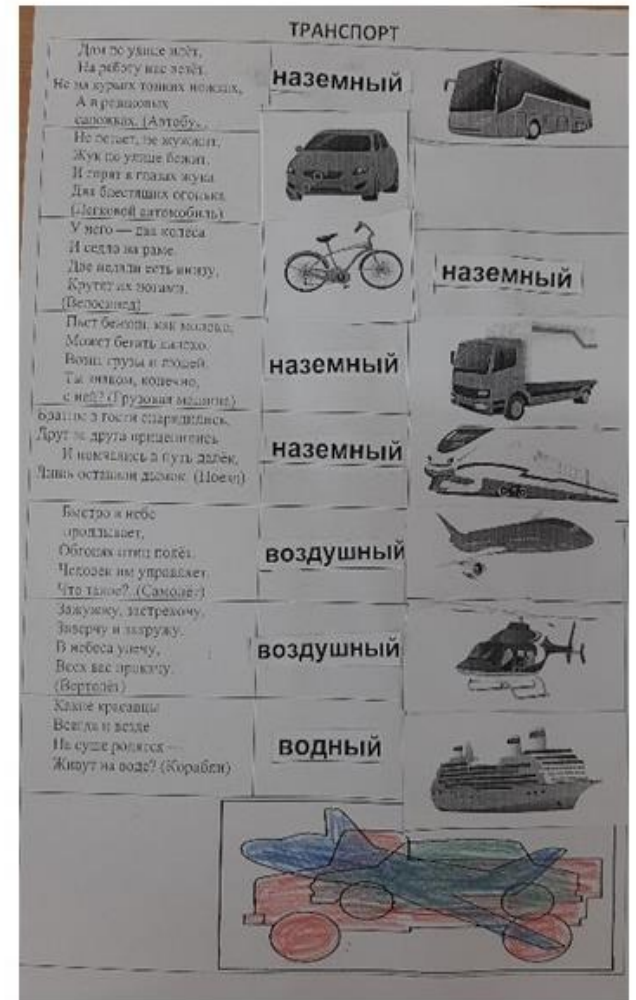 ТРАНСПОРТ
Дом по улице идёт,
На работу нас везёт.
Не на курьих тонких ножках,
А в резиновых
сапожках. (Автобу
наземный
Не летает, не жужжит,
Жук по улице бежит.
И горят в глазах жука
Два блестящих огонька.
(Легковой автомобиль)
У него — два колеса
И седло на раме.
Две педали есть внизу,
Крутят их ногами.
(Велосипед)
наземный
Пьёт бензин, как молоко,
Может бегать далеко.
Возит грузы и людей.
Ты знаком, конечно,
с ней? (Грузовая машина)
наземный
Братцы в гости снарядились,
Друг за друга прицепились
И помчались в путь далёк,
Лишь оставили дымок. (Поезд)
наземный
Быстро в небе
проплывает,
Обгоняя птиц полёт.
Человек им управляет.
Что такое? (Самолёт)
воздушный
Зажужжу, застрекочу,
Заверчу и закружу.
В небеса улечу,
Всех вас прокачу.
(Вертолёт)
воздушный
Какие красавцы
Всегда и везде
На суше родятся —
Живут на воде? (Корабли)
водный